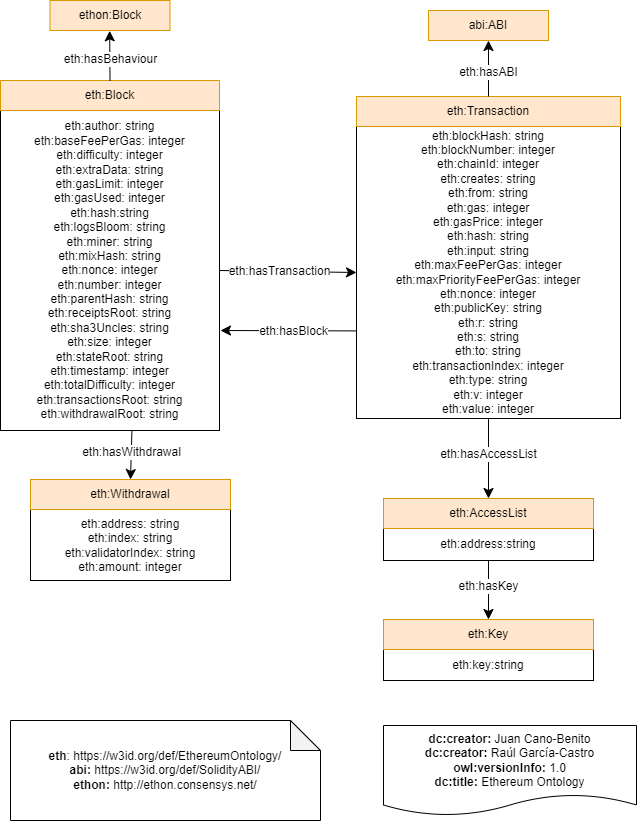 ethon:Block
eth:hasBehaviour
eth:Block
eth:author: string
eth:baseFeePerGas: integer
eth:difficulty: integer
eth:extraData: string
eth:gasLimit: integer
eth:gasUsed: integer
eth:hash:string
eth:logsBloom: string
eth:miner: string
eth:mixHash: string
eth:nonce: integer
eth:number: integer
eth:parentHash: string
eth:receiptsRoot: string
eth:sha3Uncles: string
eth:size: integer
eth:stateRoot: string
eth:timestamp: integer
eth:totalDifficulty: integer
eth:transactionsRoot: string
eth:withdrawalRoot: string
eth:hasWithdrawal
eth:Withdrawal
eth:address: string
eth:index: string
eth:validatorIndex: string
eth:amount: integer
eth:hasTransaction
eth:hasBlock
abi:ABI
eth:hasABI
eth:Transaction
eth:blockHash: string
eth:blockNumber: integer
eth:chainId: integer
eth:creates: string
eth:from: string
eth:gas: integer
eth:gasPrice: integer
eth:hash: string
eth:input: string
eth:maxFeePerGas: integer
eth:maxPriorityFeePerGas: integer
eth:nonce: integer
eth:publicKey: string
eth:r: string
eth:s: string
eth:to: string
eth:transactionIndex: integer
eth:type: string
eth:v: integer
eth:value: integer
eth:hasAccessList
eth:AccessList
eth:address:string
eth:hasKey
eth:Key
eth:key:string
eth: https://w3id.org/def/EthereumOntology/
abi: https://w3id.org/def/SolidityABI/
ethon: http://ethon.consensys.net/
dc:creator: Juan Cano-Benito
dc:creator: Raúl García-Castro
owl:versionInfo: 1.0
dc:title: Ethereum Ontology